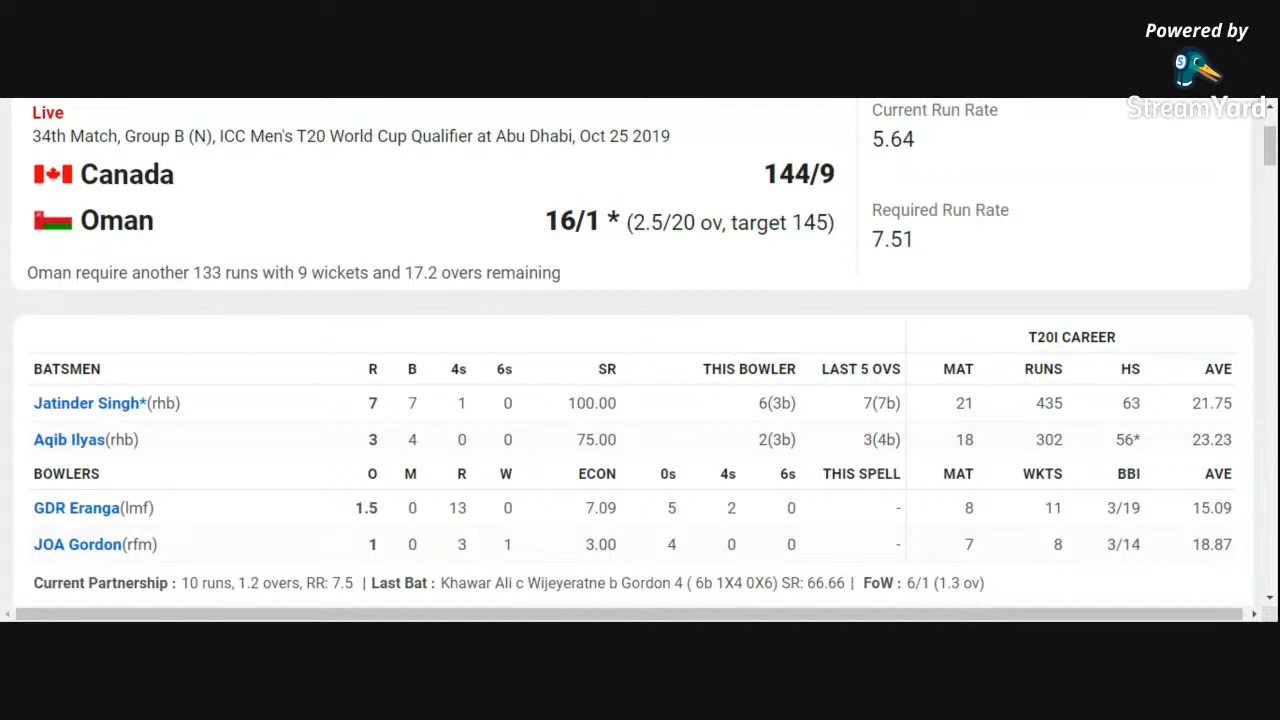 Powered by
S
StreamYard
Live
34th Match, Group B (N), ICC Men's T20 World Cup Qualifier at Abu Dhabi, Oct 25 2019
Canada 144/9
Oman 16/1 * (2.5/20 ov, target 145)
Oman require another 133 runs with 9 wickets and 17.2 overs remaining
Current Run Rate
5.64
Required Run Rate
7.51
T20I CAREER
BATSMEN R B 4s 6s SR THIS BOWLER LAST 5 OVS MAT RUNS HS AVE
Jatinder Singh*(rhb) 7 7 1 0 100.00 6(3b) 7(7b) 21 435 63 21.75
Aqib Ilyas(rhb) 3 4 0 0 75.00 2(3b) 3(4b) 18 302 56* 23.23
BOWLERS O M R W ECON 0s 4s 6s THIS SPELL MAT WKTS BBI AVE
GDR Eranga(lmf) 1.5 0 13 0 7.09 5 2 0 - 8 11 3/19 15.09
JOA Gordon(rfm) 1 0 3 1 3.00 4 0 0 - 7 8 3/14 18.87
Current Partnership : 10 runs, 1.2 overs, RR: 7.5 | Last Bat : Khawar Ali c Wijeyeratne b Gordon 4 ( 6b 1X4 0X6) SR: 66.66 | FoW : 6/1 (1.3 ov)